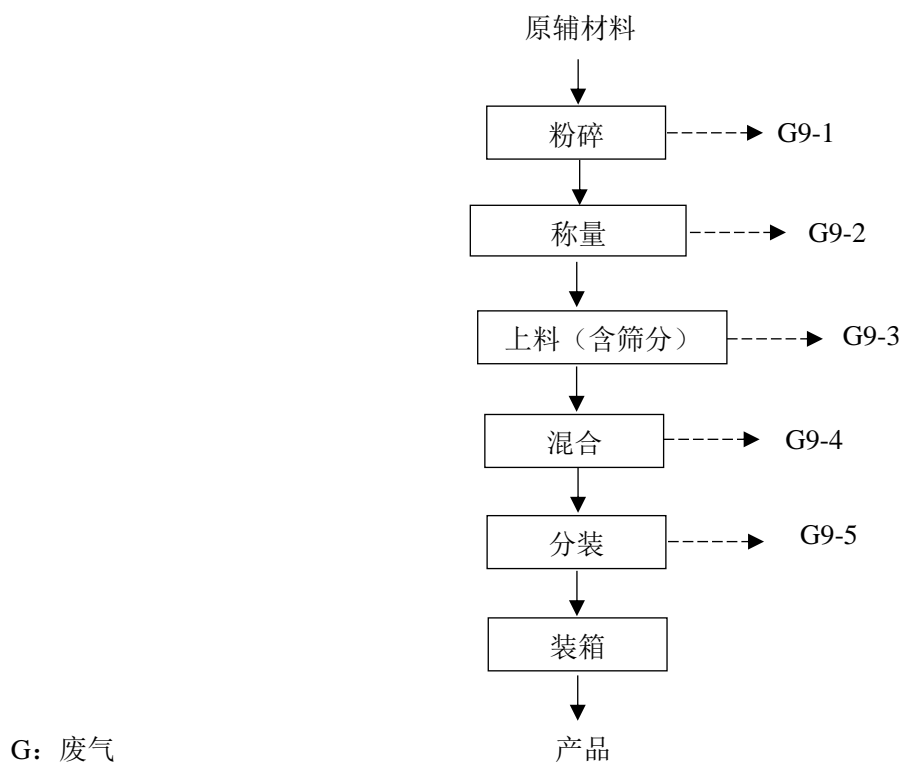 原辅材料
粉碎
G9-1
称量
G9-2
上料（含筛分）
G9-3
混合
G9-4
分装
G9-5
装箱
G：废气
产品